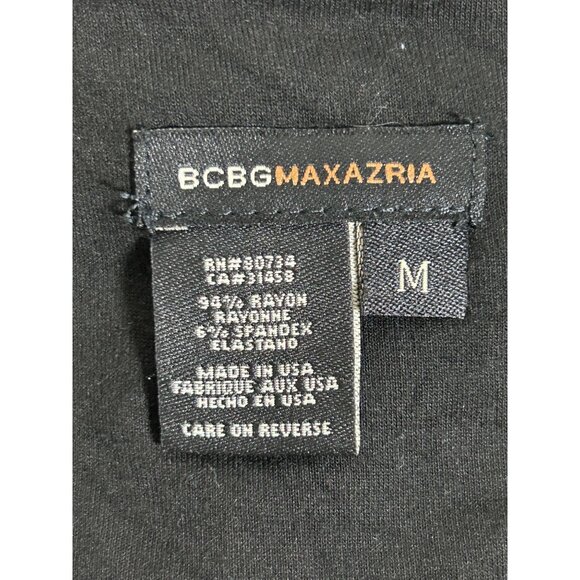 BCBGMAXAZRIA
M
RN#80734
CA#31458
94% RAYON
RAYONNE
6% SPANDEX
ELASTANO
MADE IN USA
FABRIQUE AUX USA
HECHO EN USA
CARE ON REVERSE